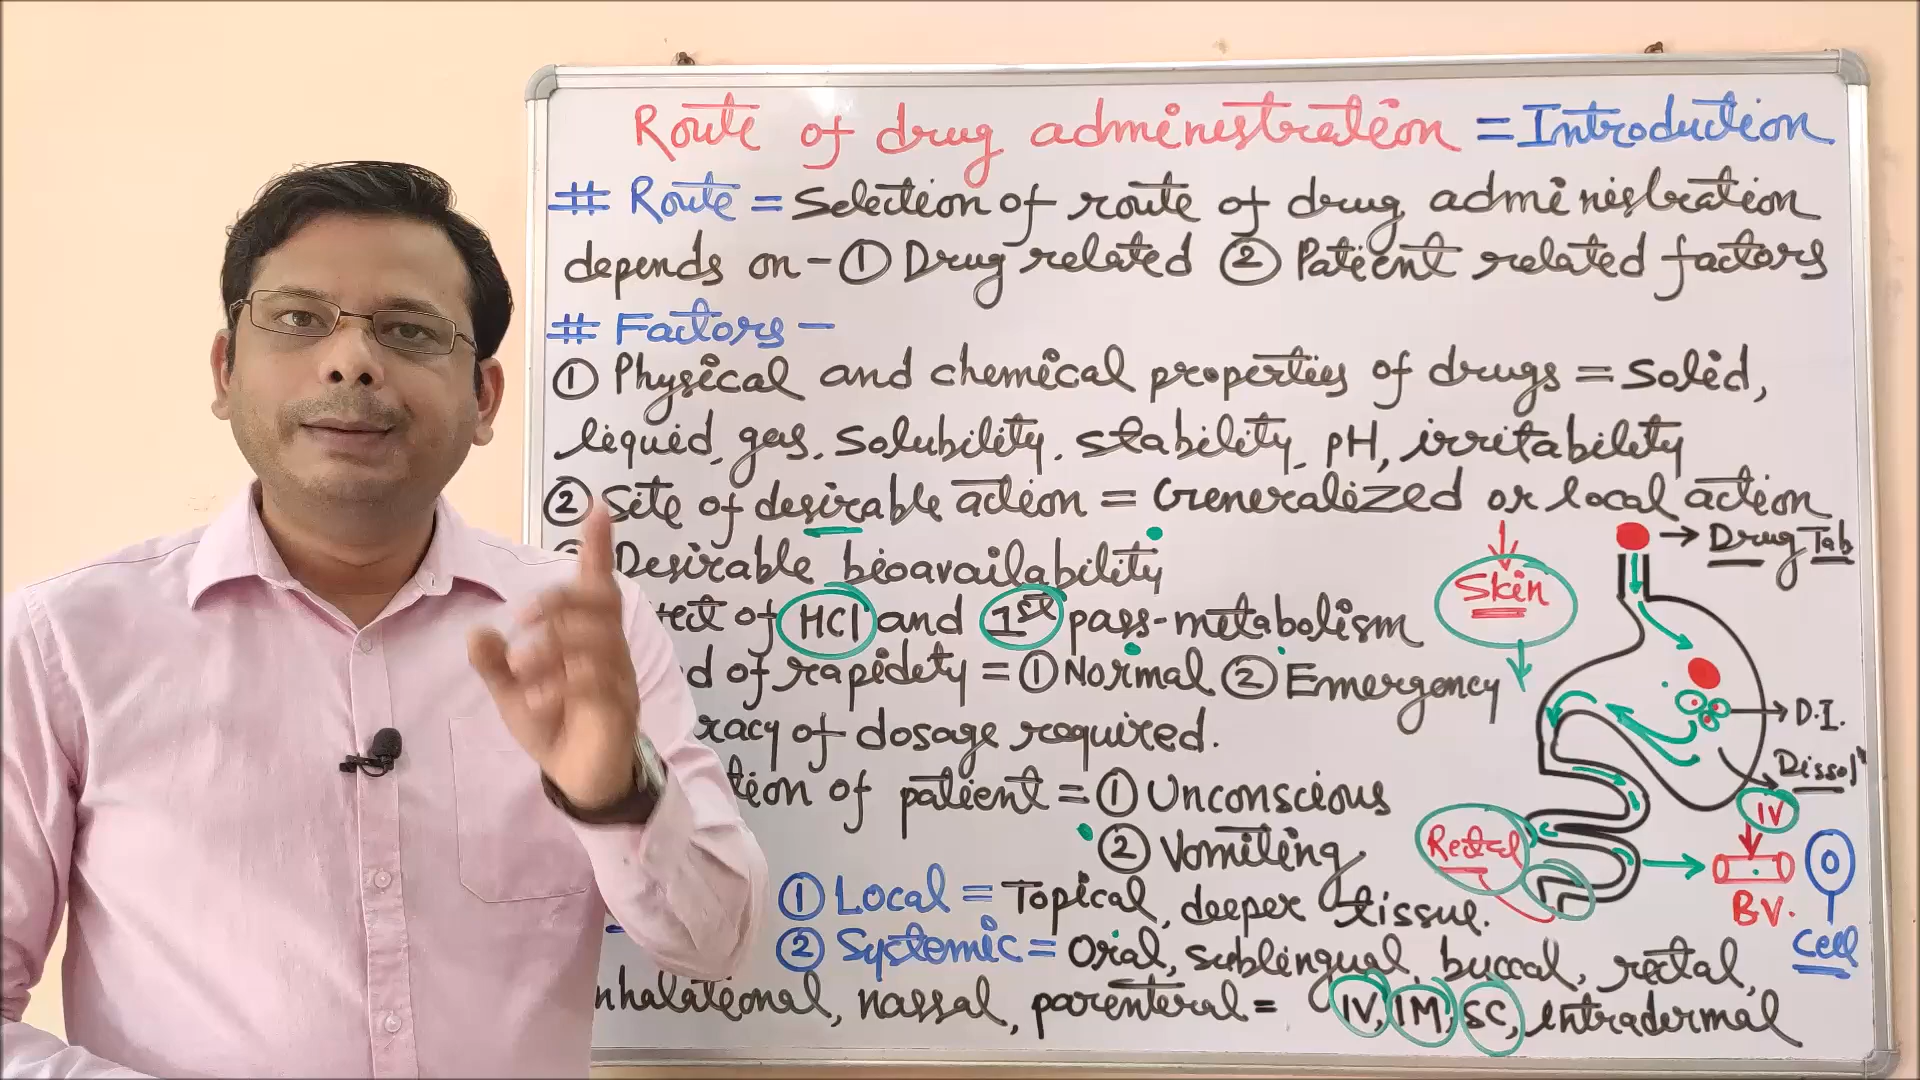 Route of drug administration = Introduction
# Route = Selection of route of drug administration
depends on - ① Drug related ② Patient related factors
# Factors -
① Physical and chemical properties of drugs = Solid,
liquid, gas, Solubility, stability, pH, irritability
② Site of desirable action = Generalized or local action
Desirable bioavailability
of HCl and 1st pass-metabolism
of rapidity = ① Normal ② Emergency
of dosage required.
of patient = ① Unconscious
② Vomiting
① Local = Topical, deeper tissue.
② Systemic = Oral, sublingual, buccal, rectal,
nhalational, nassal, parenteral = IV, IM, SC, intradermal
Skin
Drug Tab
D.I.
Dissolⁿ
IV
Rectal
B.V.
Cell